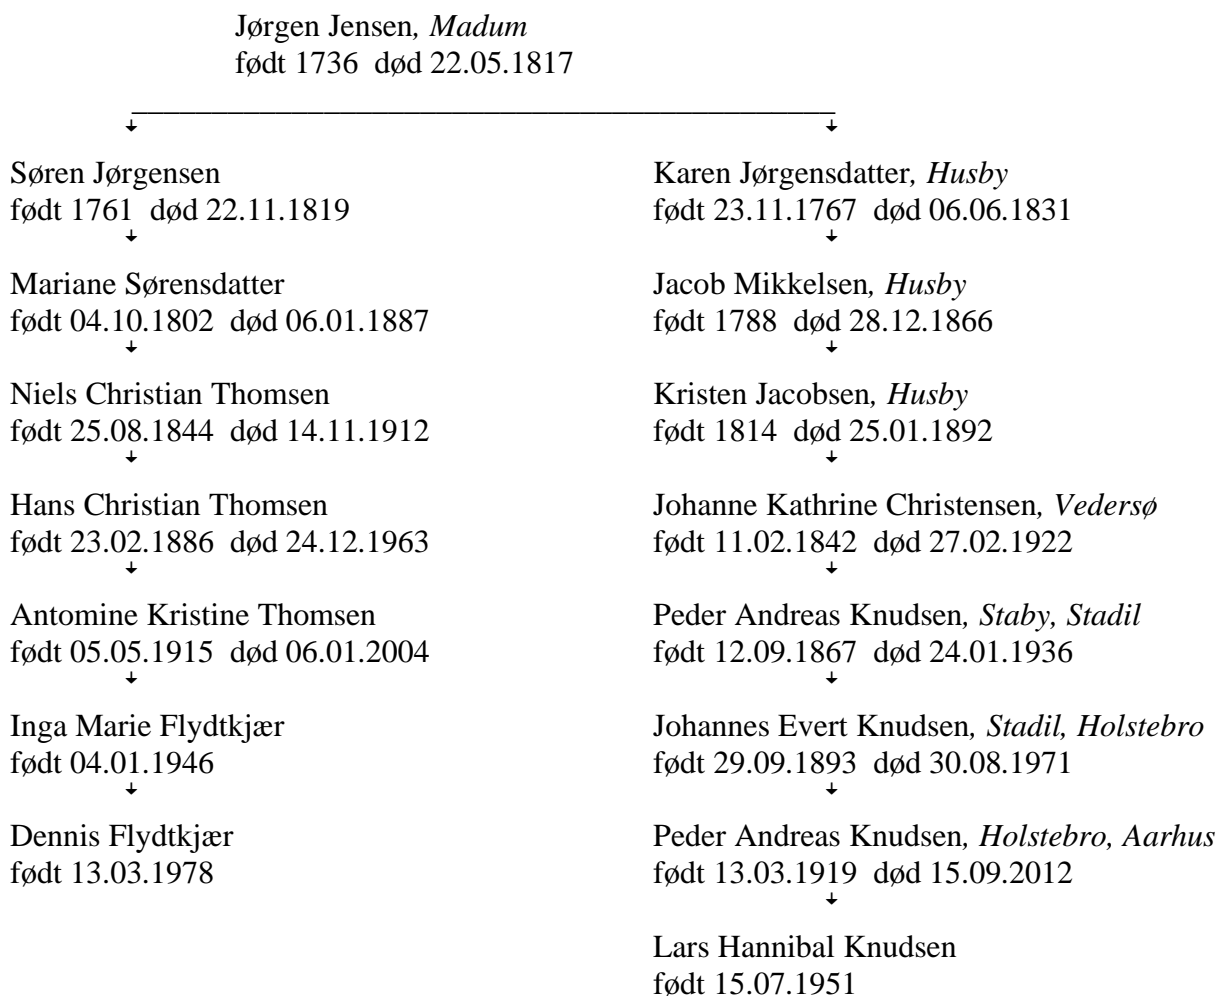 Jørgen Jensen, Madum
født 1736 død 22.05.1817
Søren Jørgensen
født 1761 død 22.11.1819
Mariane Sørensdatter
født 04.10.1802 død 06.01.1887
Niels Christian Thomsen
født 25.08.1844 død 14.11.1912
Hans Christian Thomsen
født 23.02.1886 død 24.12.1963
Antomine Kristine Thomsen
født 05.05.1915 død 06.01.2004
Inga Marie Flydtkjær
født 04.01.1946
Dennis Flydtkjær
født 13.03.1978
Karen Jørgensdatter, Husby
født 23.11.1767 død 06.06.1831
Jacob Mikkelsen, Husby
født 1788 død 28.12.1866
Kristen Jacobsen, Husby
født 1814 død 25.01.1892
Johanne Kathrine Christensen, Vedersø
født 11.02.1842 død 27.02.1922
Peder Andreas Knudsen, Staby, Stadil
født 12.09.1867 død 24.01.1936
Johannes Evert Knudsen, Stadil, Holstebro
født 29.09.1893 død 30.08.1971
Peder Andreas Knudsen, Holstebro, Aarhus
født 13.03.1919 død 15.09.2012
Lars Hannibal Knudsen
født 15.07.1951